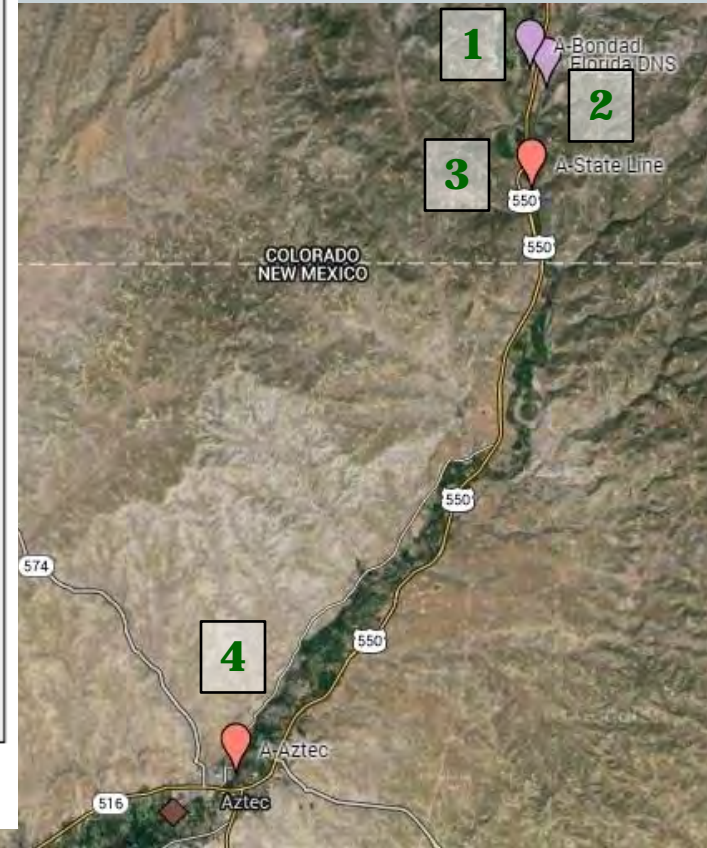 1
A-Bondad
Florida DNS
2
3
A-State Line
550
550
COLORADO
NEW MEXICO
550
574
550
4
A-Aztec
516
Aztec